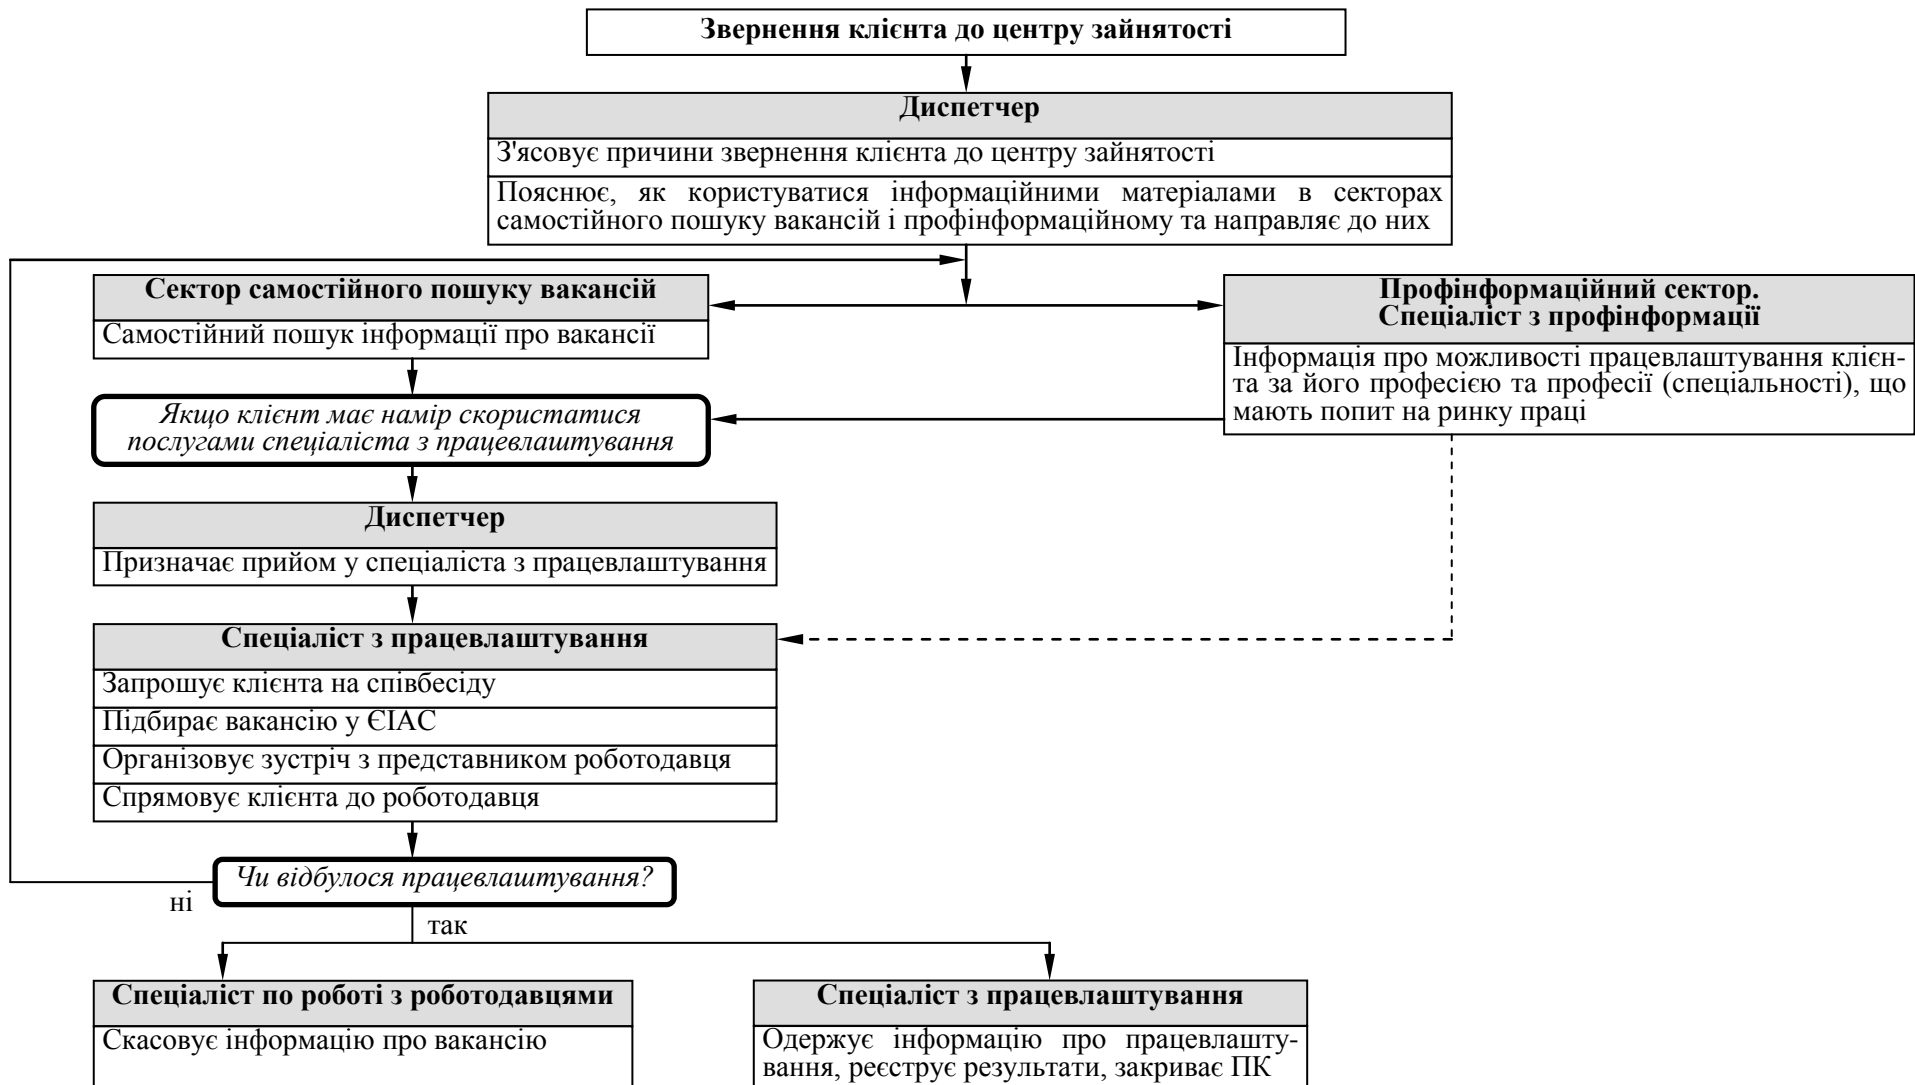 Звернення клієнта до центру зайнятості
Диспетчер
З'ясовує причини звернення клієнта до центру зайнятості
Пояснює, як користуватися інформаційними матеріалами в секторах
самостійного пошуку вакансій і профінформаційному та направляє до них
Сектор самостійного пошуку вакансій
Самостійний пошук інформації про вакансії
Профінформаційний сектор.
Спеціаліст з профінформації
Інформація про можливості працевлаштування клієн-
та за його професією та професії (спеціальності), що
мають попит на ринку праці
Якщо клієнт має намір скористатися
послугами спеціаліста з працевлаштування
Диспетчер
Призначає прийом у спеціаліста з працевлаштування
Спеціаліст з працевлаштування
Запрошує клієнта на співбесіду
Підбирає вакансію у ЄІАС
Організовує зустріч з представником роботодавця
Спрямовує клієнта до роботодавця
Чи відбулося працевлаштування?
ні
так
Спеціаліст по роботі з роботодавцями
Скасовує інформацію про вакансію
Спеціаліст з працевлаштування
Одержує інформацію про працевлашту-
вання, реєструє результати, закриває ПК